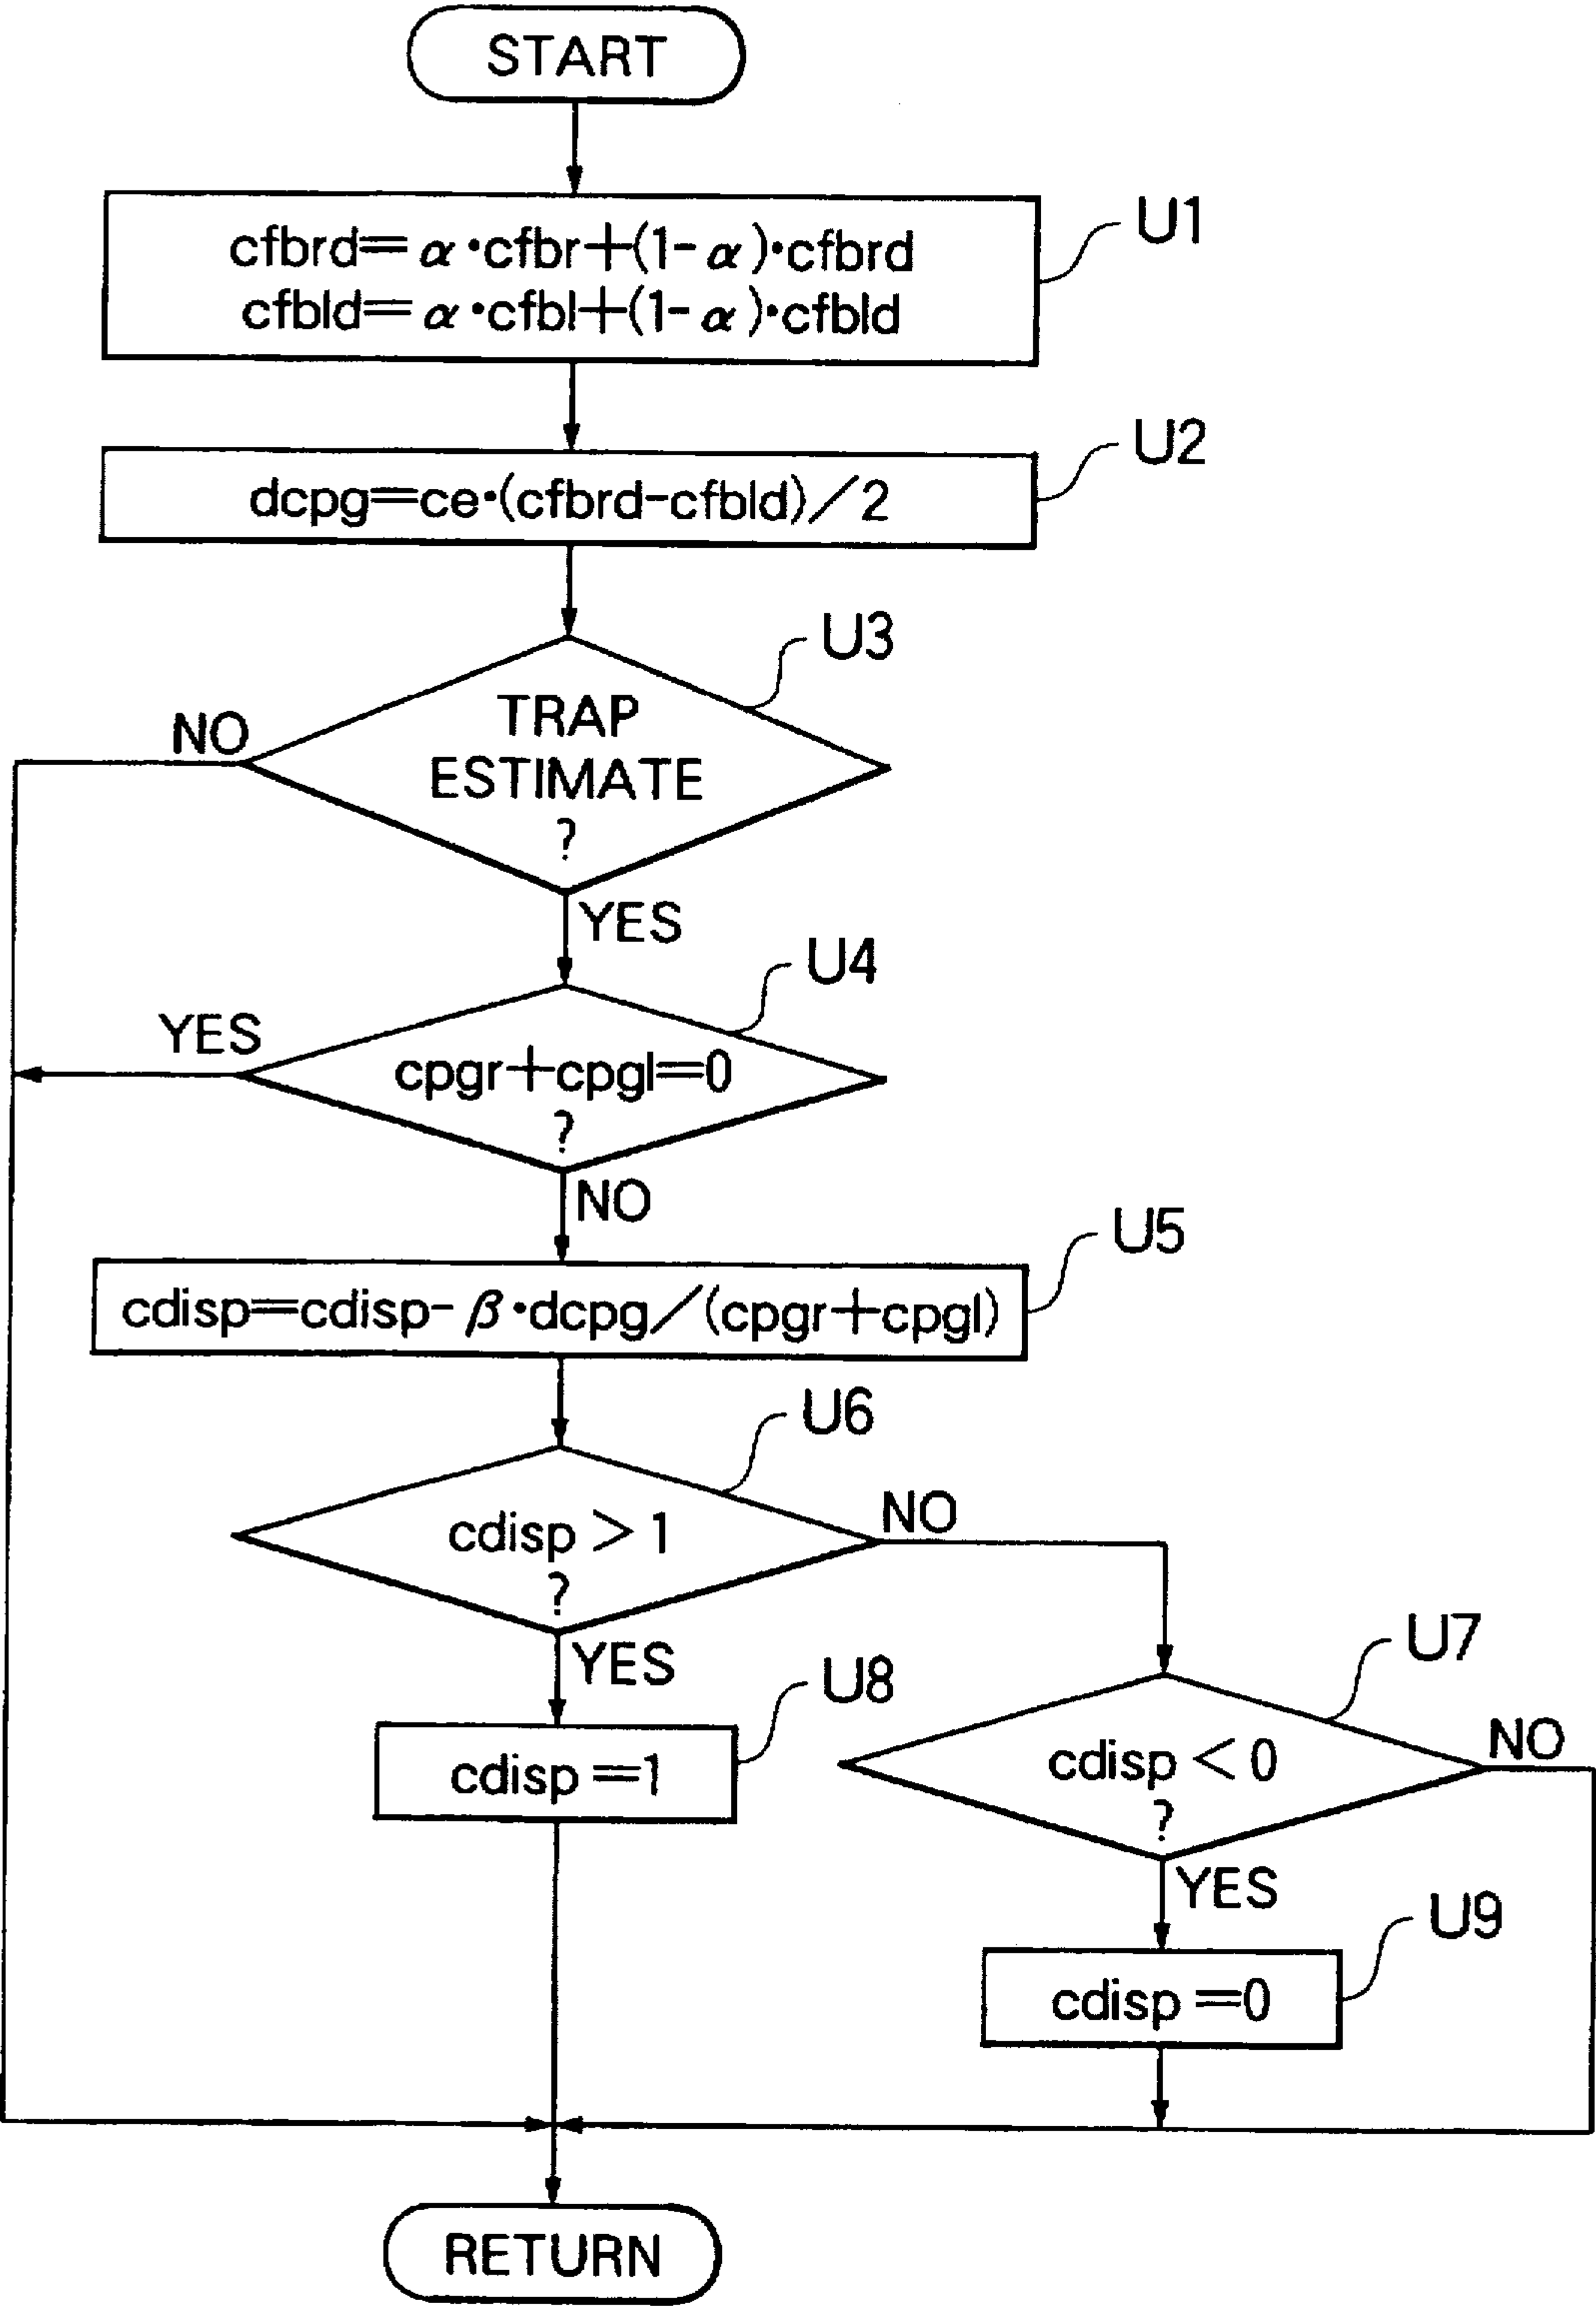 START
U1
cfbrd=α·cfbr+(1-α)·cfbrd
cfbld=α·cfbl+(1-α)·cfbld
U2
dcpg=ce·(cfbrd-cfbld)/2
U3
NO
TRAP
ESTIMATE
?
YES
U4
YES
cpgr+cpgl=0
?
NO
U5
cdisp=cdisp-β·dcpg/(cpgr+cpgl)
U6
cdisp>1
?
NO
YES
U7
U8
cdisp=1
cdisp<0
?
NO
YES
U9
cdisp=0
RETURN